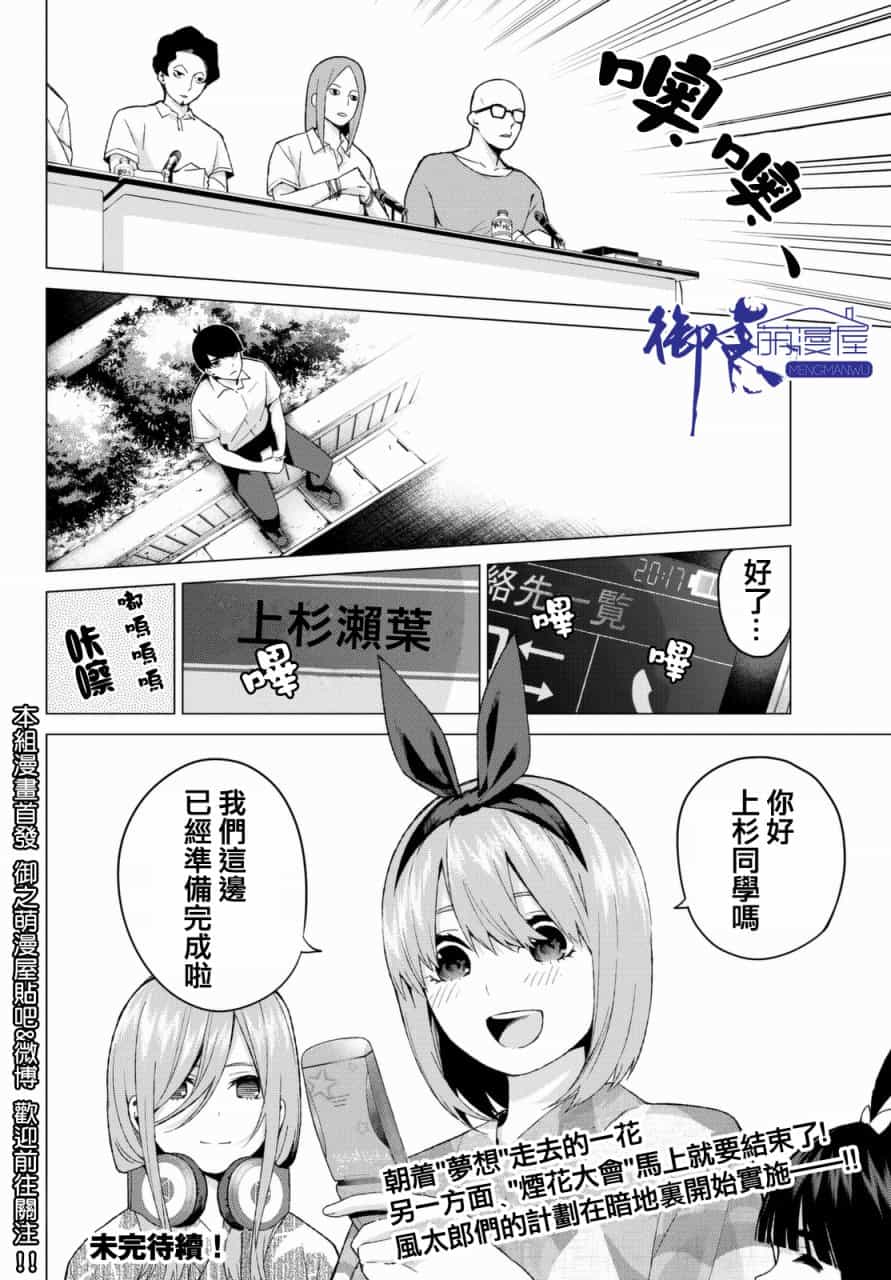 噢、
噢、
御宅
萌漫屋
MENGMANWU
好了…
20:17
絡先一覧
嗶
嗶
上杉瀨葉
嗶
嘟
嗚
嗚
嗚
咔
嚓
你好
上杉同學嗎
我們這邊
已經準備完成啦
朝着"夢想"走去的一花
另一方面、"煙花大會"馬上就要結束了!
風太郎們的計劃在暗地裏開始實施——!!
未完待續！
本組漫畫首發 御之萌漫屋貼吧&微博 歡迎前往關注!!